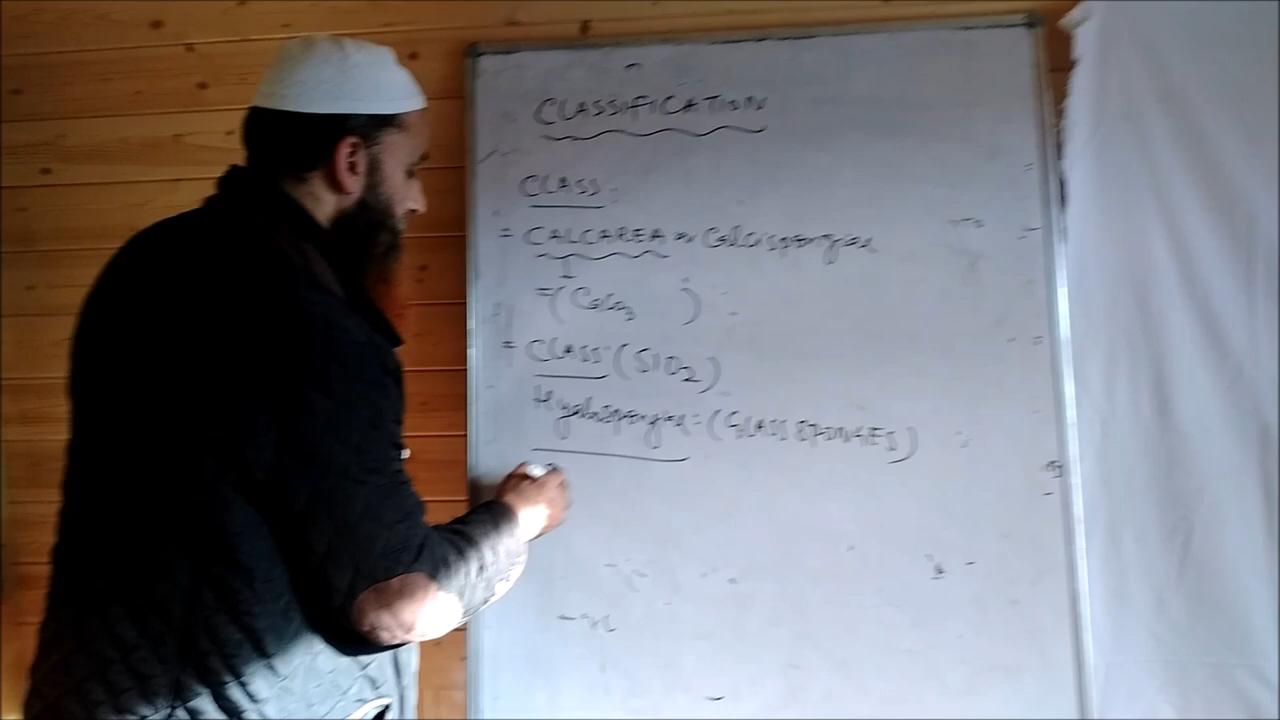 CLASSIFICATION
CLASS:
= CALCAREA or Calcispongiae
=(CaCo3 )
= CLASS (SIO2)
Hyalospongiae=(GLASS SPONGES)